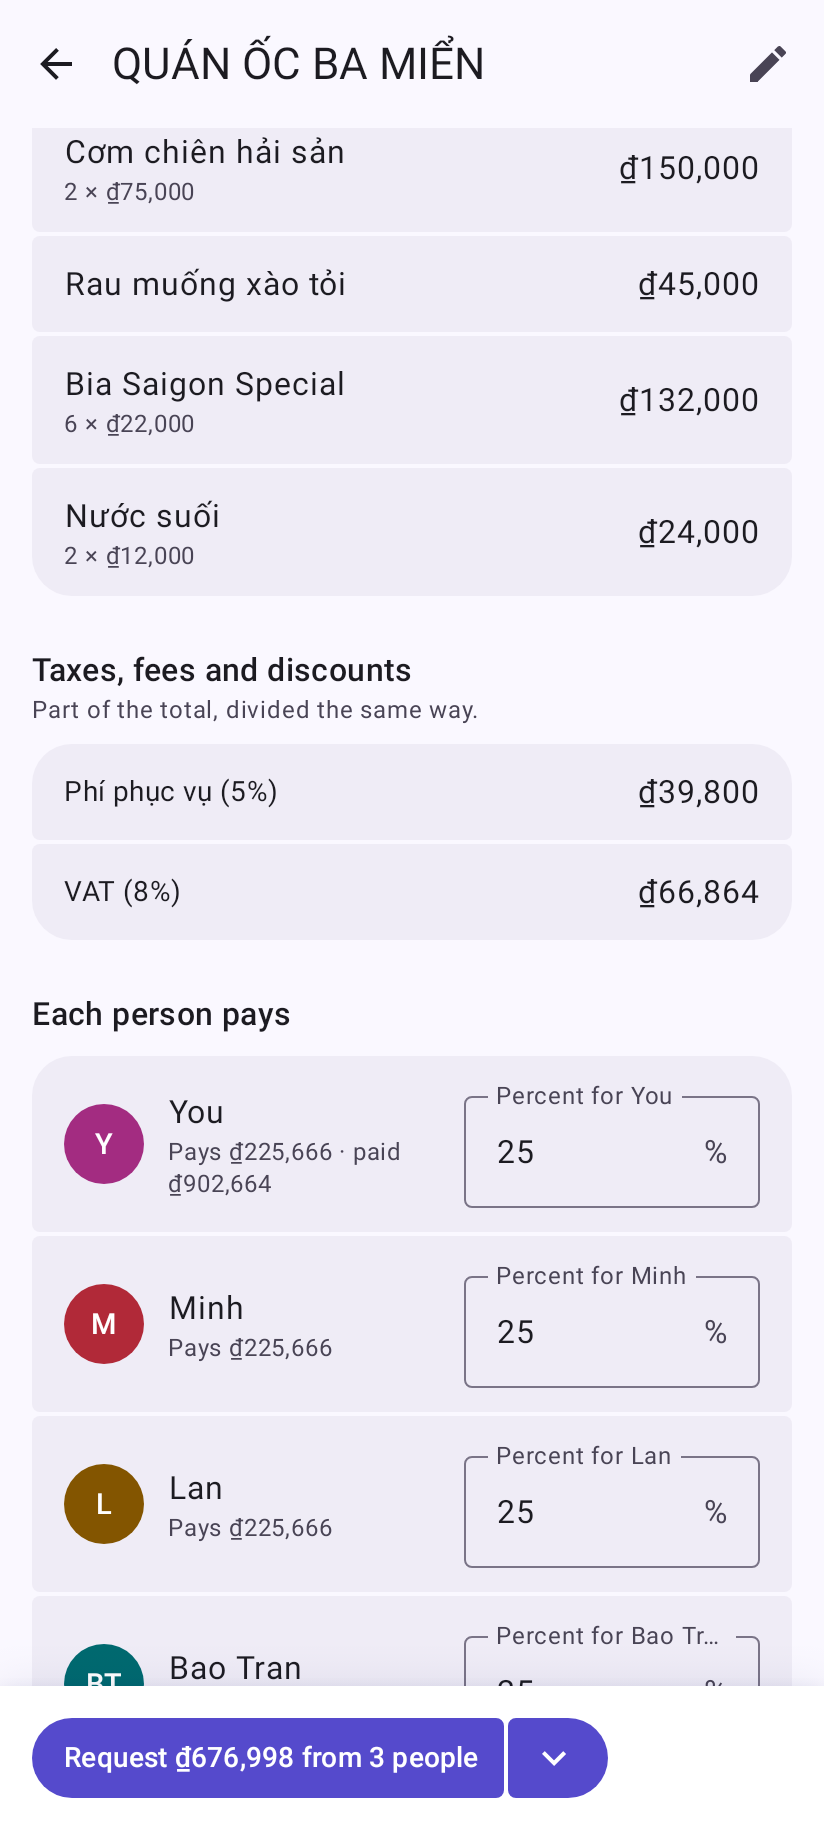 QUÁN ỐC BA MIỂN
Cơm chiên hải sản
2 × ₫75,000
₫150,000
Rau muống xào tỏi
₫45,000
Bia Saigon Special
6 × ₫22,000
₫132,000
Nước suối
2 × ₫12,000
₫24,000
Taxes, fees and discounts
Part of the total, divided the same way.
Phí phục vụ (5%)
₫39,800
VAT (8%)
₫66,864
Each person pays
Y
You
Pays ₫225,666 · paid
₫902,664
Percent for You
25 %
M
Minh
Pays ₫225,666
Percent for Minh
25 %
L
Lan
Pays ₫225,666
Percent for Lan
25 %
BT
Bao Tran
Percent for Bao Tr...
25 %
Request ₫676,998 from 3 people